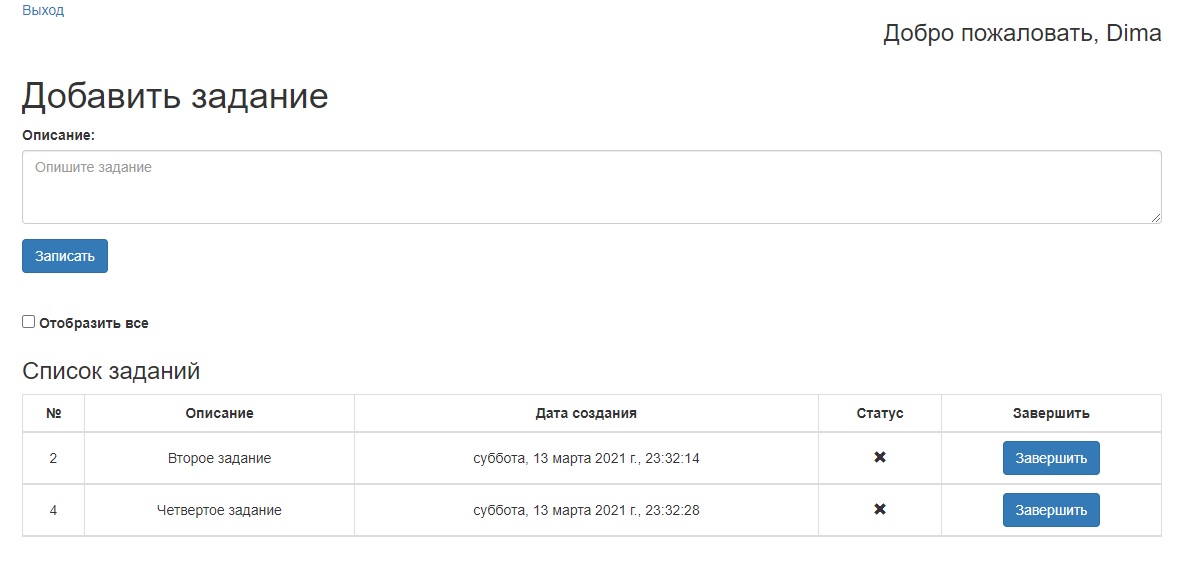 Выход
Добро пожаловать, Dima
Добавить задание
Описание:
Опишите задание
Записать
Отобразить все
Список заданий
№ Описание Дата создания Статус Завершить
2 Второе задание суббота, 13 марта 2021 г., 23:32:14 ✖ Завершить
4 Четвертое задание суббота, 13 марта 2021 г., 23:32:28 ✖ Завершить